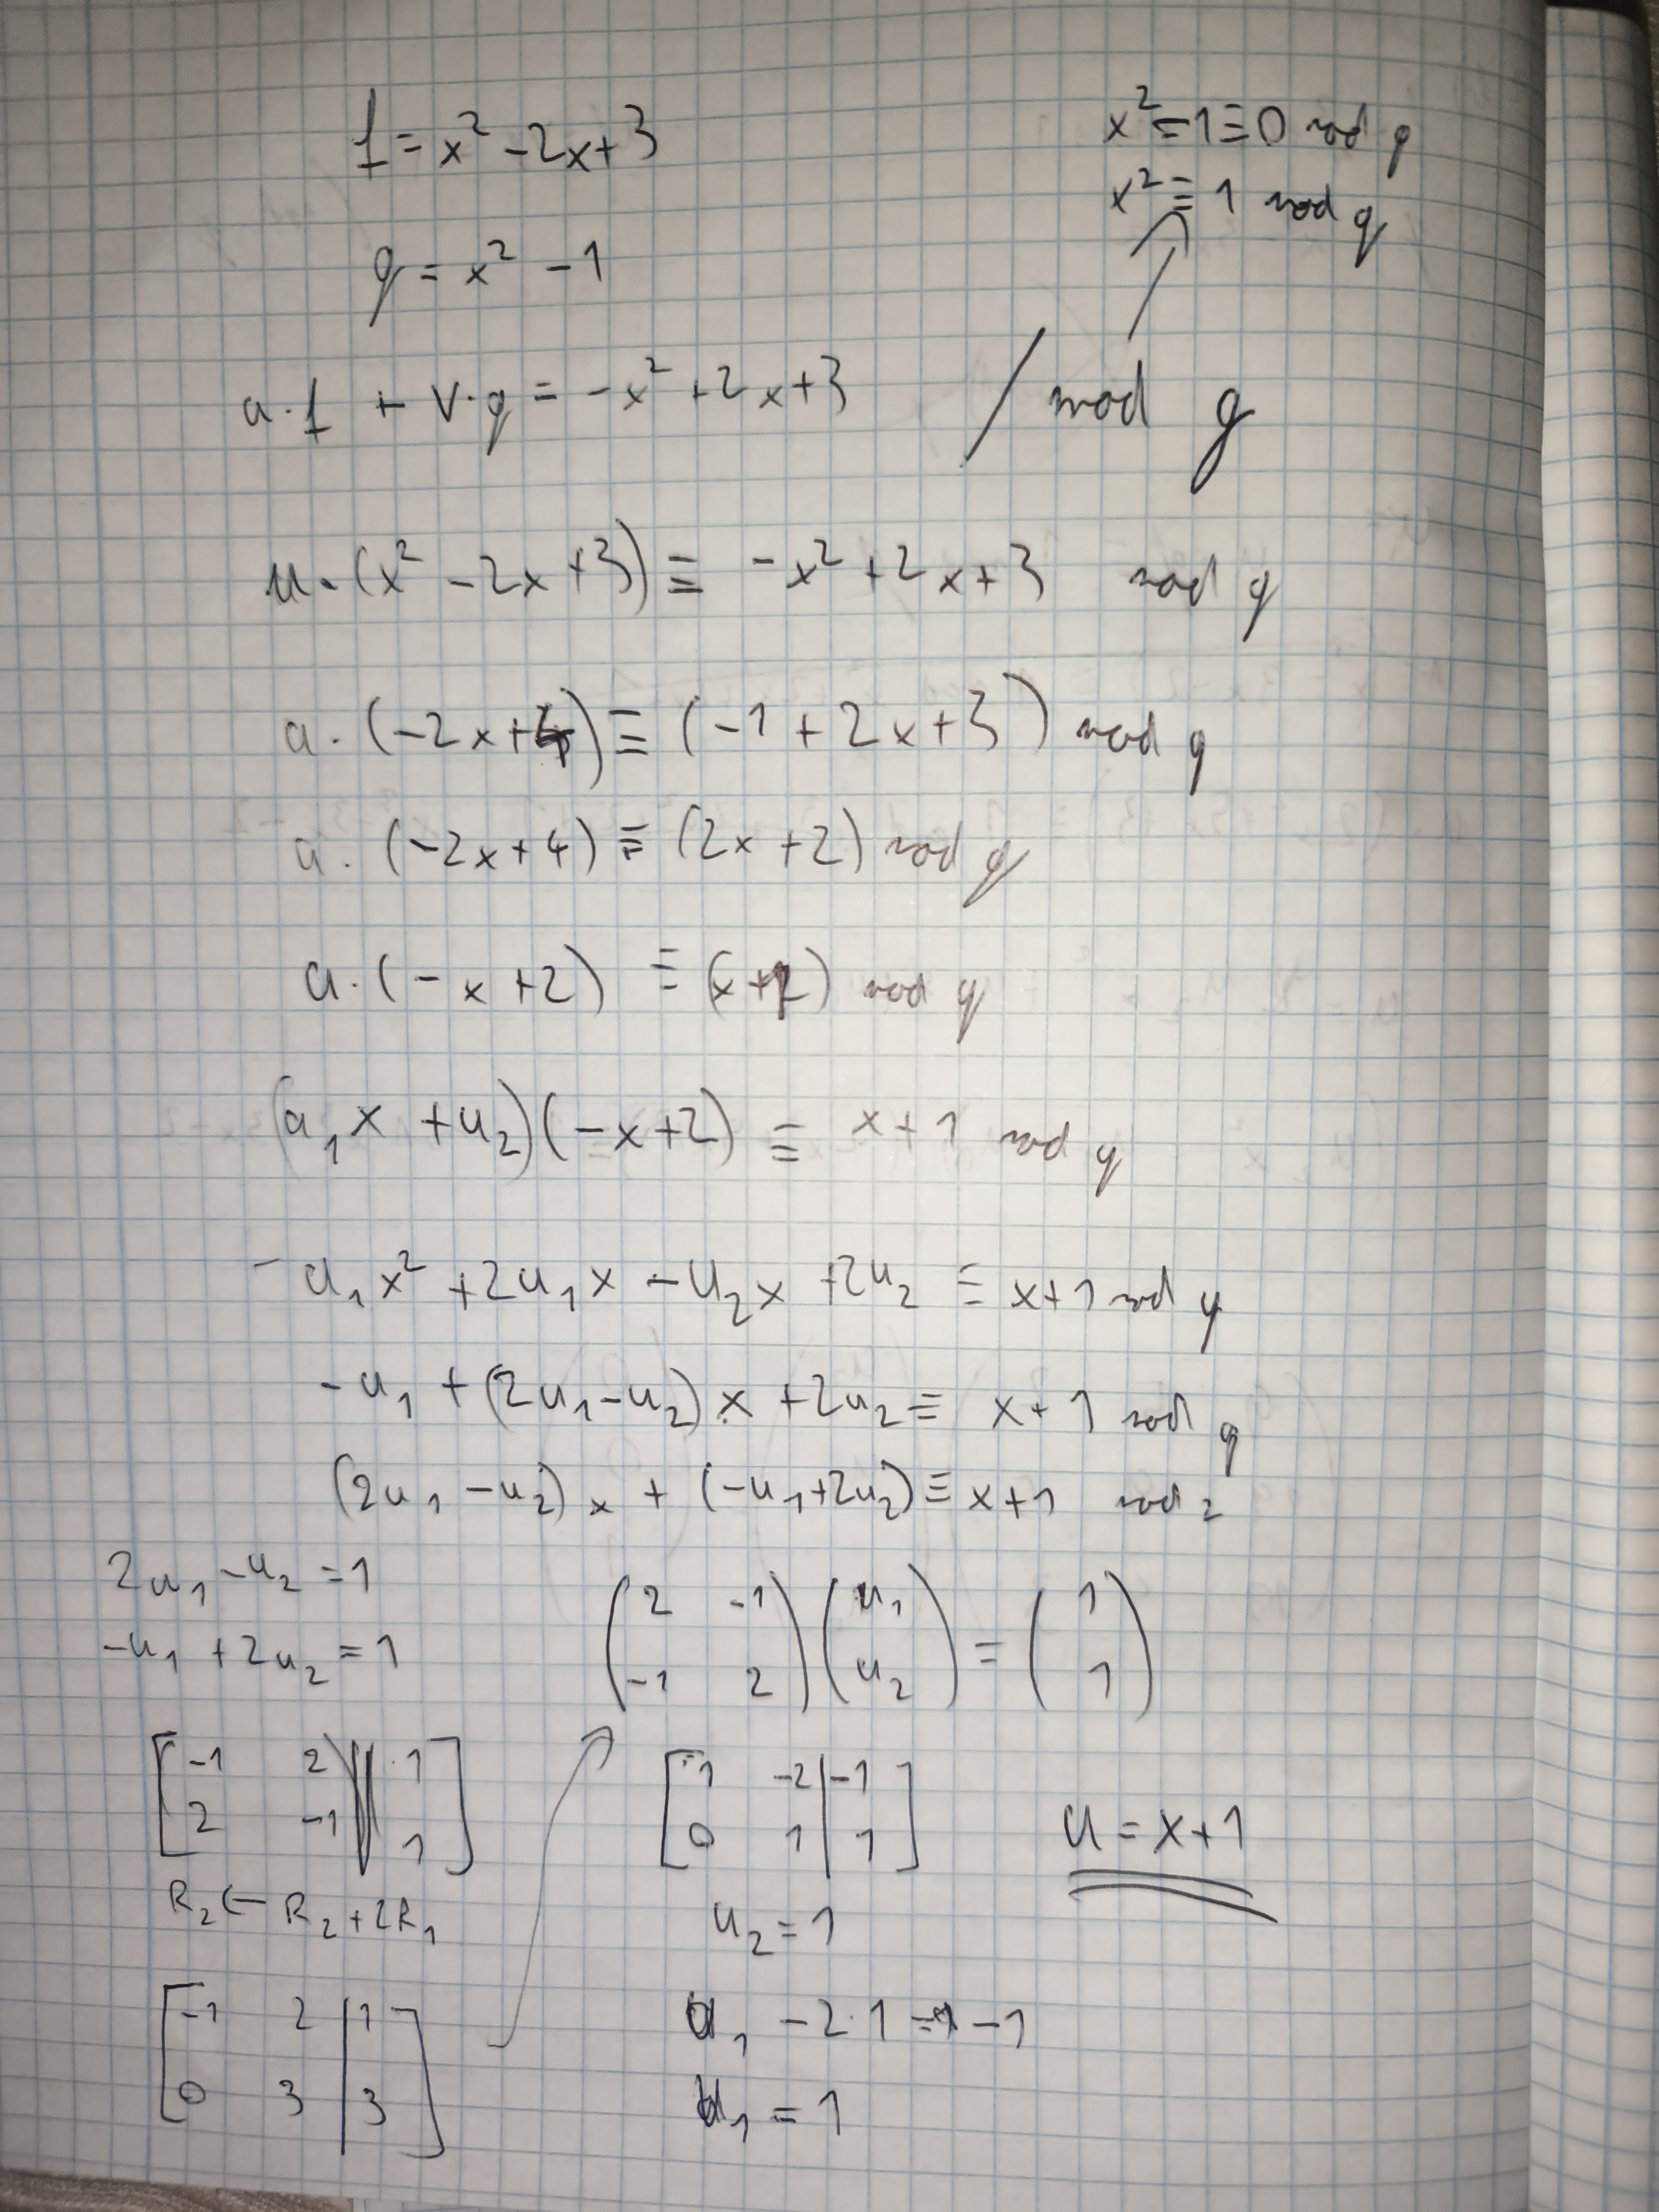 f = x² - 2x + 3
x² - 1 ≡ 0 mod g
x² ≡ 1 mod g
g = x² - 1
u·f + v·g = -x² + 2x + 3 / mod g
u·(x² - 2x + 3) ≡ -x² + 2x + 3 mod g
u·(-2x + 4) ≡ (-1 + 2x + 3) mod g
u·(-2x + 4) ≡ (2x + 2) mod g
u·(-x + 2) ≡ (x + 1) mod g
(u₁x + u₂)(-x + 2) ≡ x + 1 mod g
-u₁x² + 2u₁x - u₂x + 2u₂ ≡ x + 1 mod g
-u₁ + (2u₁ - u₂)x + 2u₂ ≡ x + 1 mod g
(2u₁ - u₂)x + (-u₁ + 2u₂) ≡ x + 1 mod
2u₁ - u₂ = 1
-u₁ + 2u₂ = 1
( 2 -1 ) ( u₁ ) = ( 1 )
( -1 2 ) ( u₂ ) ( 1 )
[ -1 2 | 1 ]
[ 2 -1 | 1 ]
R₂ ← R₂ + 2R₁
[ -1 2 | 1 ]
[ 0 3 | 3 ]
[ 1 -2 | -1 ]
[ 0 1 | 1 ]
u₂ = 1
u₁ - 2·1 = -1
u₁ = 1
u = x + 1